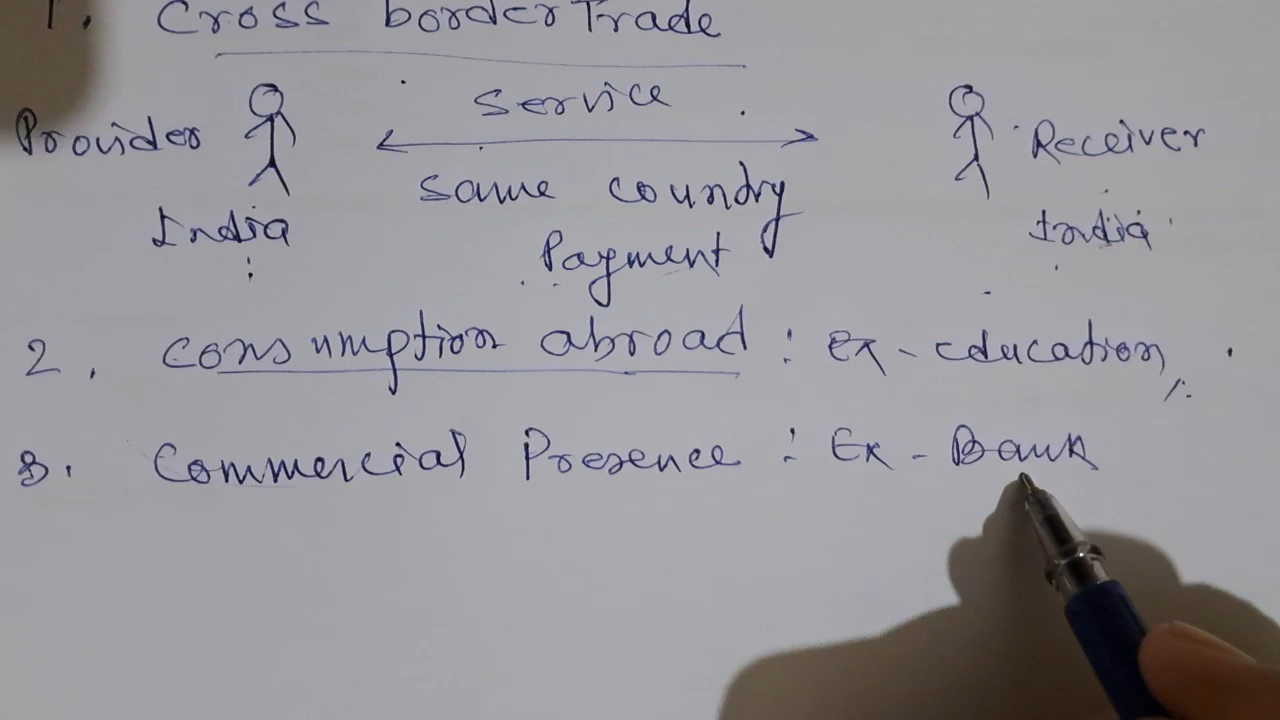 1. Cross border Trade
Provider Service Receiver
Same coundry
India Payment India
2. Consumption abroad : ex - education
3. Commercial Presence : Ex - Bank